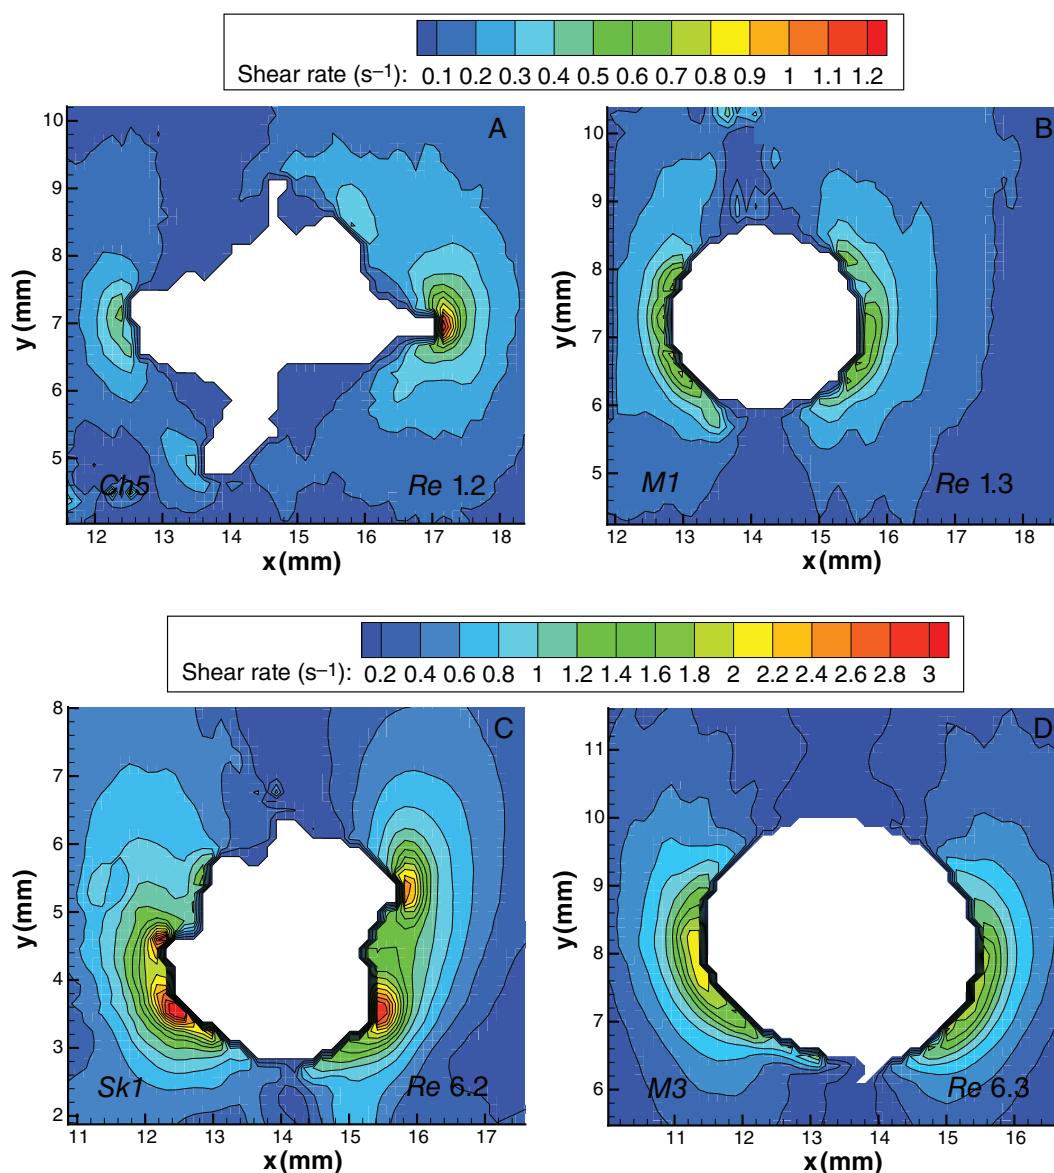 Shear rate (s–1): 0.1 0.2 0.3 0.4 0.5 0.6 0.7 0.8 0.9 1 1.1 1.2
A
10
9
8
7
6
5
y (mm)
Ch5
Re 1.2
12 13 14 15 16 17 18
x (mm)
B
10
9
8
7
6
5
y (mm)
M1
Re 1.3
12 13 14 15 16 17 18
x (mm)
Shear rate (s–1): 0.2 0.4 0.6 0.8 1 1.2 1.4 1.6 1.8 2 2.2 2.4 2.6 2.8 3
C
8
7
6
5
4
3
2
y (mm)
Sk1
Re 6.2
11 12 13 14 15 16 17
x (mm)
D
11
10
9
8
7
6
y (mm)
M3
Re 6.3
11 12 13 14 15 16
x (mm)